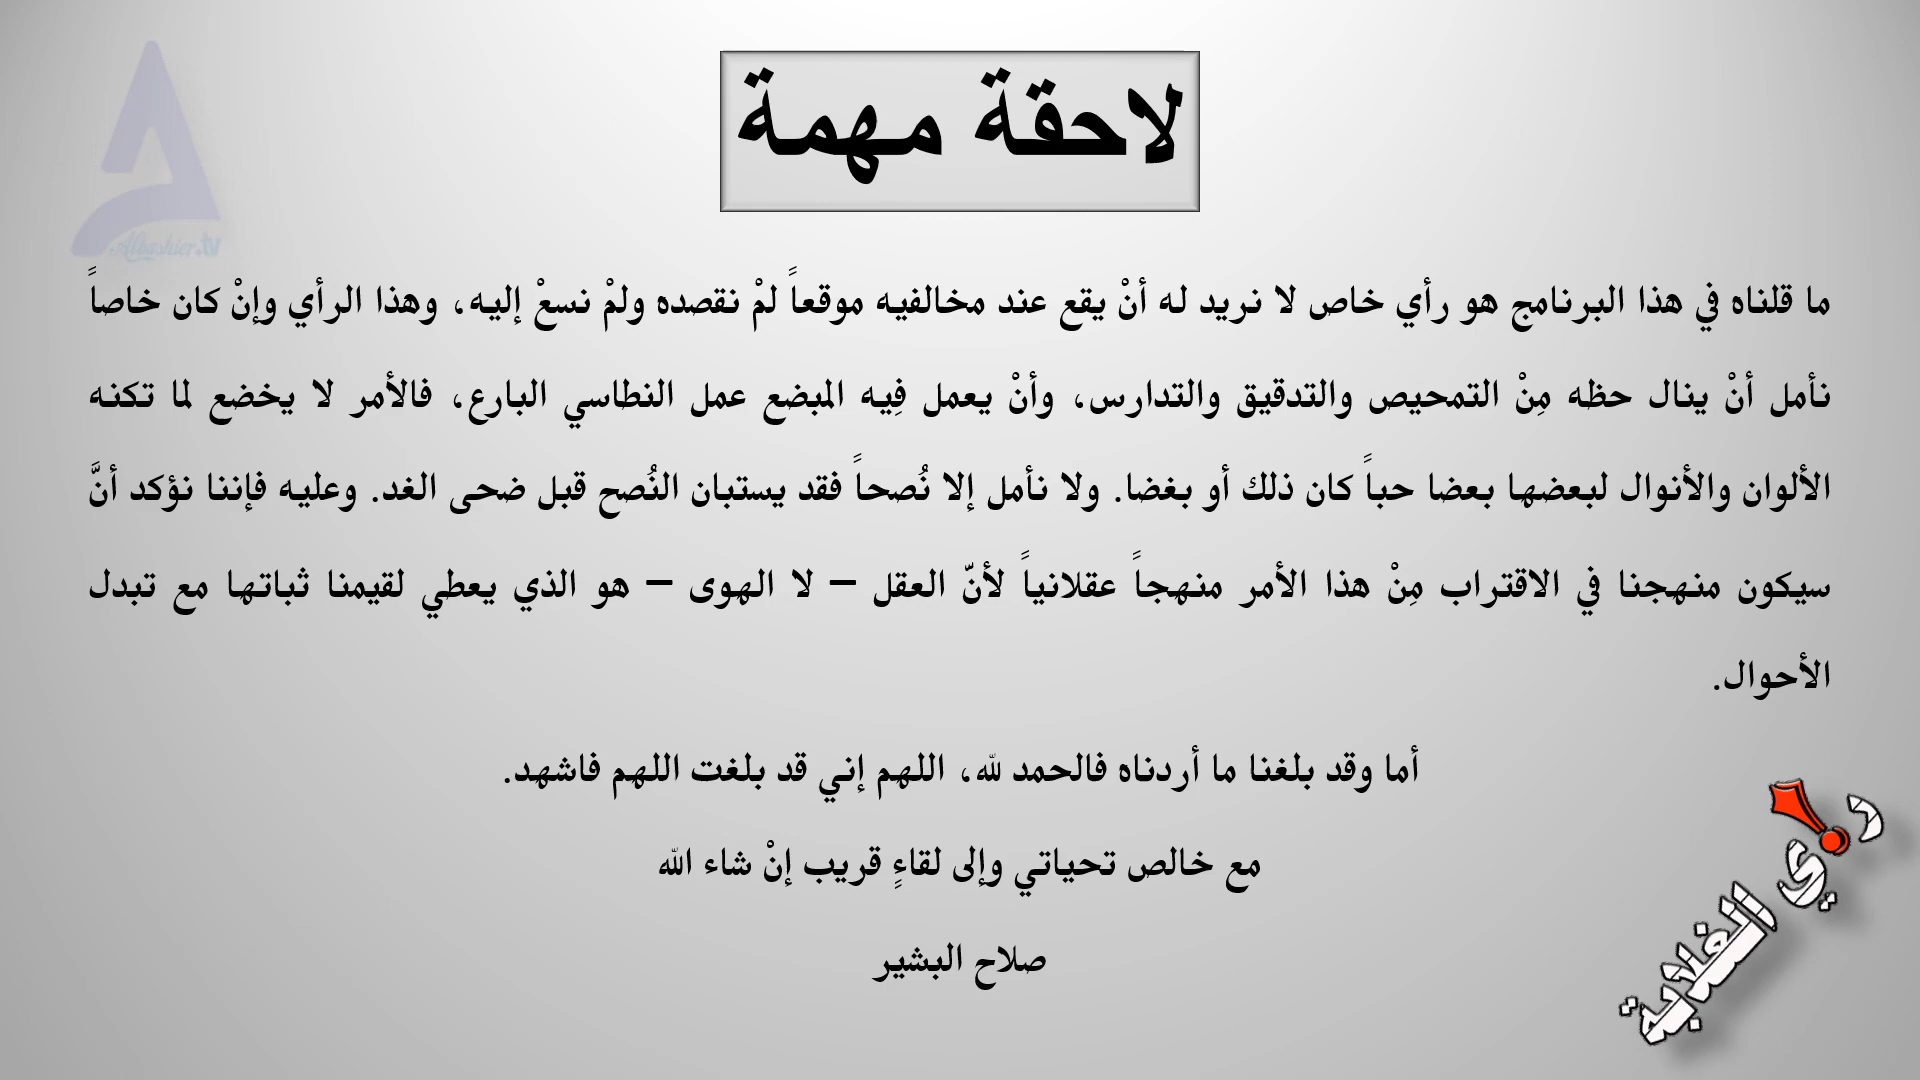 لاحقة مهمة
ما قلناه في هذا البرنامج هو رأي خاص لا نريد له أنْ يقع عند مخالفيه موقعاً لمْ نقصده ولمْ نسعْ إليه، وهذا الرأي وإنْ كان خاصاً
نأمل أنْ ينال حظه مِنْ التمحيص والتدقيق والتدارس، وأنْ يعمل فِيه المبضع عمل النطاسي البارع، فالأمر لا يخضع لما تكنه
الألوان والأنوال لبعضها بعضا حباً كان ذلك أو بغضا. ولا نأمل إلا نُصحاً فقد يستبان النُصح قبل ضحى الغد. وعليه فإننا نؤكد أنَّ
سيكون منهجنا في الاقتراب مِنْ هذا الأمر منهجاً عقلانياً لأنّ العقل – لا الهوى – هو الذي يعطي لقيمنا ثباتها مع تبدل
الأحوال.
أما وقد بلغنا ما أردناه فالحمد لله، اللهم إني قد بلغت اللهم فاشهد.
مع خالص تحياتي وإلى لقاءٍ قريب إنْ شاء الله
صلاح البشير
Albashier.tv
د!ي الغلابة